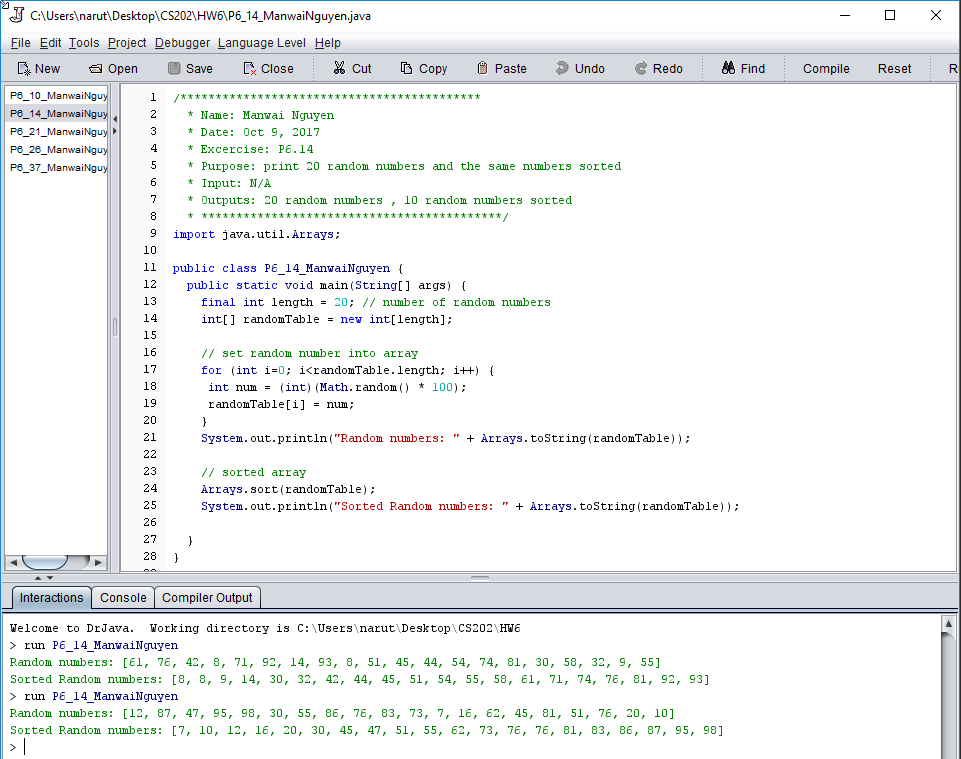 C:\Users\narut\Desktop\CS202\HW6\P6_14_ManwaiNguyen.java
File Edit Tools Project Debugger Language Level Help
New Open Save Close Cut Copy Paste Undo Redo Find Compile Reset
P6_10_ManwaiNguy
P6_14_ManwaiNguy
P6_21_ManwaiNguy
P6_26_ManwaiNguy
P6_37_ManwaiNguy
1 /*******************************************
2 * Name: Manwai Nguyen
3 * Date: Oct 9, 2017
4 * Excercise: P6.14
5 * Purpose: print 20 random numbers and the same numbers sorted
6 * Input: N/A
7 * Outputs: 20 random numbers , 10 random numbers sorted
8 * *******************************************/
9 import java.util.Arrays;
10
11 public class P6_14_ManwaiNguyen {
12 public static void main(String[] args) {
13 final int length = 20; // number of random numbers
14 int[] randomTable = new int[length];
15
16 // set random number into array
17 for (int i=0; i<randomTable.length; i++) {
18 int num = (int)(Math.random() * 100);
19 randomTable[i] = num;
20 }
21 System.out.println("Random numbers: " + Arrays.toString(randomTable));
22
23 // sorted array
24 Arrays.sort(randomTable);
25 System.out.println("Sorted Random numbers: " + Arrays.toString(randomTable));
26
27 }
28 }
Interactions Console Compiler Output
Welcome to DrJava. Working directory is C:\Users\narut\Desktop\CS202\HW6
> run P6_14_ManwaiNguyen
Random numbers: [61, 76, 42, 8, 71, 92, 14, 93, 8, 51, 45, 44, 54, 74, 81, 30, 58, 32, 9, 55]
Sorted Random numbers: [8, 8, 9, 14, 30, 32, 42, 44, 45, 51, 54, 55, 58, 61, 71, 74, 76, 81, 92, 93]
> run P6_14_ManwaiNguyen
Random numbers: [12, 87, 47, 95, 98, 30, 55, 86, 76, 83, 73, 7, 16, 62, 45, 81, 51, 76, 20, 10]
Sorted Random numbers: [7, 10, 12, 16, 20, 30, 45, 47, 51, 55, 62, 73, 76, 76, 81, 83, 86, 87, 95, 98]
>